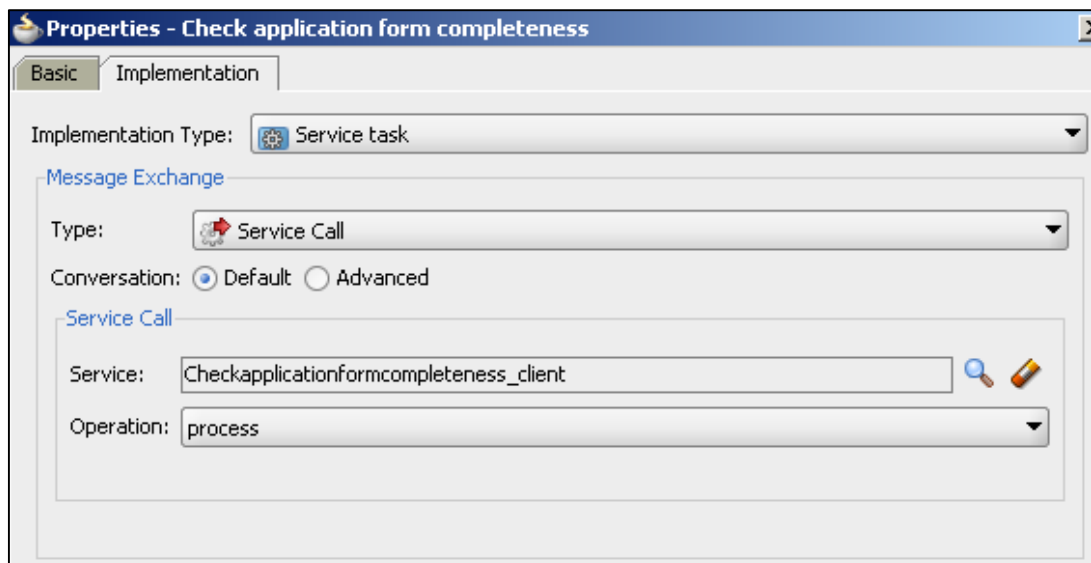 Properties - Check application form completeness
Basic Implementation
Implementation Type: Service task
Message Exchange
Type: Service Call
Conversation: Default Advanced
Service Call
Service: Checkapplicationformcompleteness_client
Operation: process